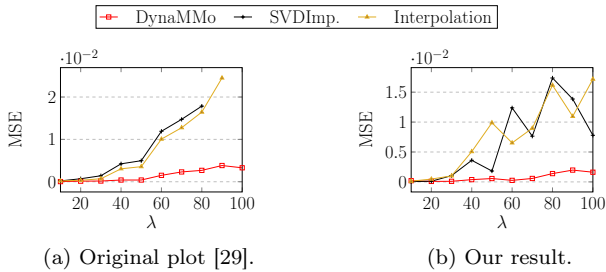 DynaMMo SVDImp. Interpolation
·10⁻²
MSE
2
1
0
20 40 60 80 100
λ
(a) Original plot [29].
·10⁻²
MSE
1.5
1
0.5
0
20 40 60 80 100
λ
(b) Our result.